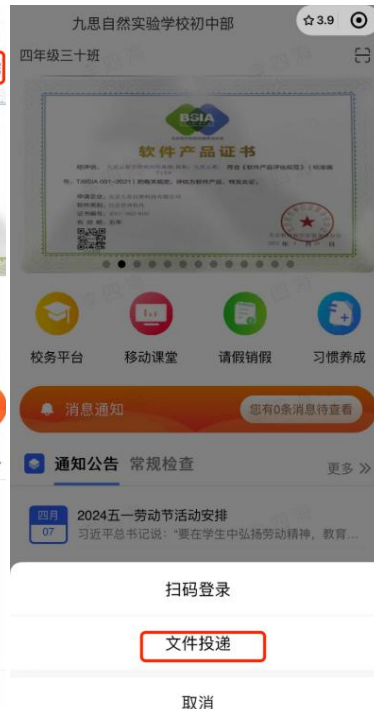 九思自然实验学校初中部
3.9
四年级三十班
BSIA
软件产品证书
校务平台
移动课堂
请假销假
习惯养成
消息通知
您有0条消息待查看
通知公告
常规检查
更多
四月
07
2024五一劳动节活动安排
习近平总书记说："要在学生中弘扬劳动精神，教育...
扫码登录
文件投递
取消